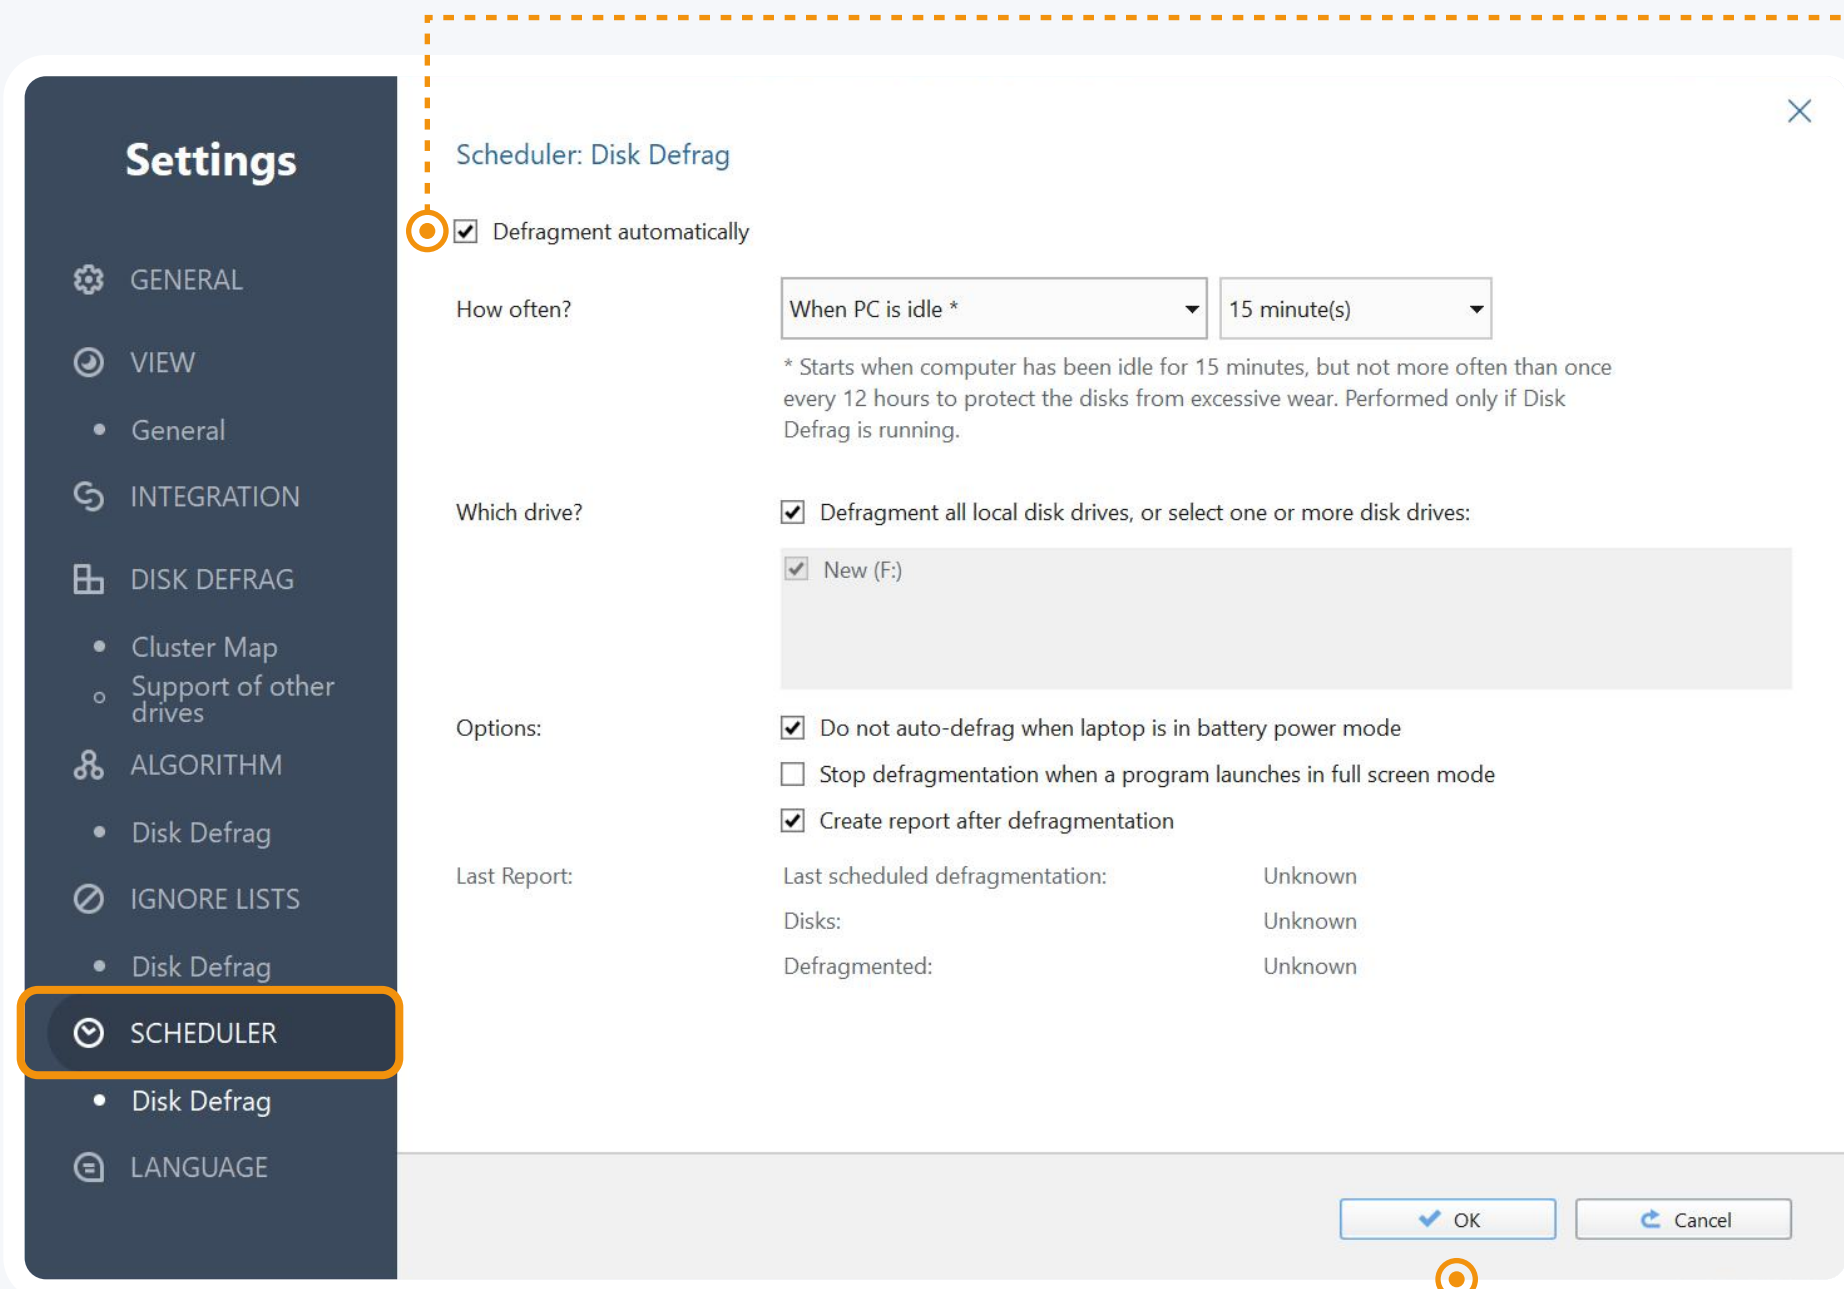 Settings
GENERAL
VIEW
General
INTEGRATION
DISK DEFRAG
Cluster Map
Support of other
drives
ALGORITHM
Disk Defrag
IGNORE LISTS
Disk Defrag
SCHEDULER
Disk Defrag
LANGUAGE
Scheduler: Disk Defrag
Defragment automatically
How often?
When PC is idle *
15 minute(s)
* Starts when computer has been idle for 15 minutes, but not more often than once
every 12 hours to protect the disks from excessive wear. Performed only if Disk
Defrag is running.
Which drive?
Defragment all local disk drives, or select one or more disk drives:
New (F:)
Options:
Do not auto-defrag when laptop is in battery power mode
Stop defragmentation when a program launches in full screen mode
Create report after defragmentation
Last Report:
Last scheduled defragmentation: Unknown
Disks: Unknown
Defragmented: Unknown
OK
Cancel